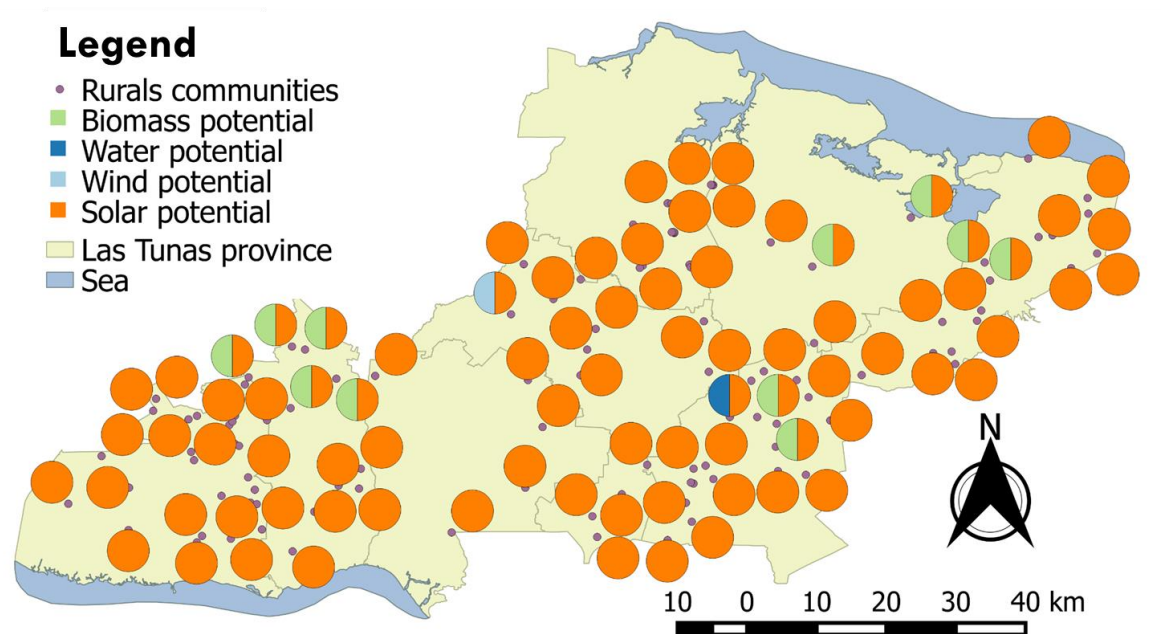 Legend
Rurals communities
Biomass potential
Water potential
Wind potential
Solar potential
Las Tunas province
Sea
N
10 0 10 20 30 40 km